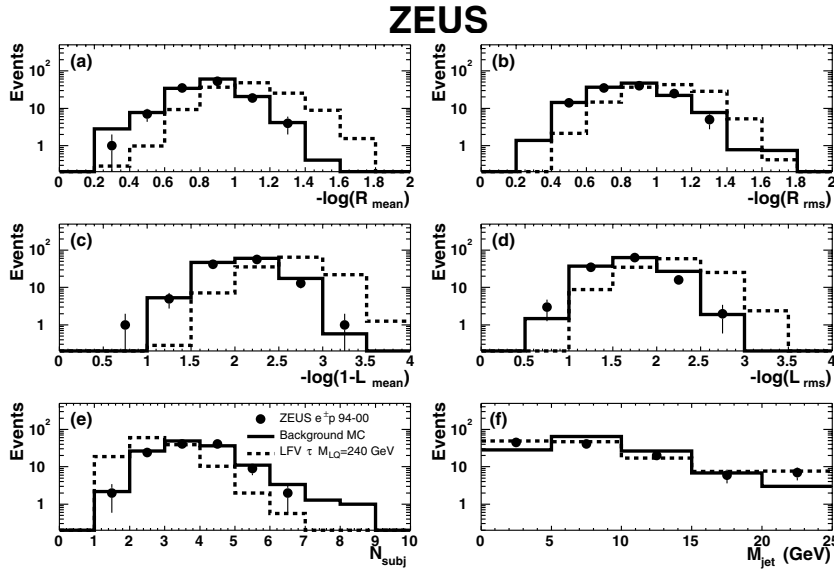 ZEUS
(a)
Events
10²
10
1
0 0.2 0.4 0.6 0.8 1 1.2 1.4 1.6 1.8 2
-log(R mean)
(b)
Events
10²
10
1
0 0.2 0.4 0.6 0.8 1 1.2 1.4 1.6 1.8 2
-log(R rms)
(c)
Events
10²
10
1
0 0.5 1 1.5 2 2.5 3 3.5 4
-log(1-L mean)
(d)
Events
10²
10
1
0 0.5 1 1.5 2 2.5 3 3.5 4
-log(L rms)
(e)
ZEUS e±p 94-00
Background MC
LFV τ M LQ=240 GeV
Events
10²
10
1
0 1 2 3 4 5 6 7 8 9 10
N subj
(f)
Events
10²
10
1
0 5 10 15 20 25
M jet (GeV)